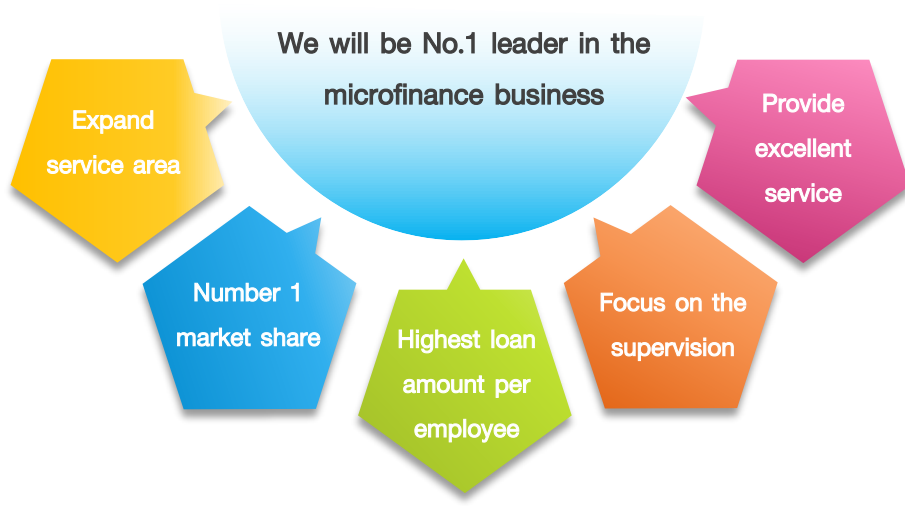 We will be No.1 leader in the
microfinance business
Expand
service area
Number 1
market share
Highest loan
amount per
employee
Focus on the
supervision
Provide
excellent
service